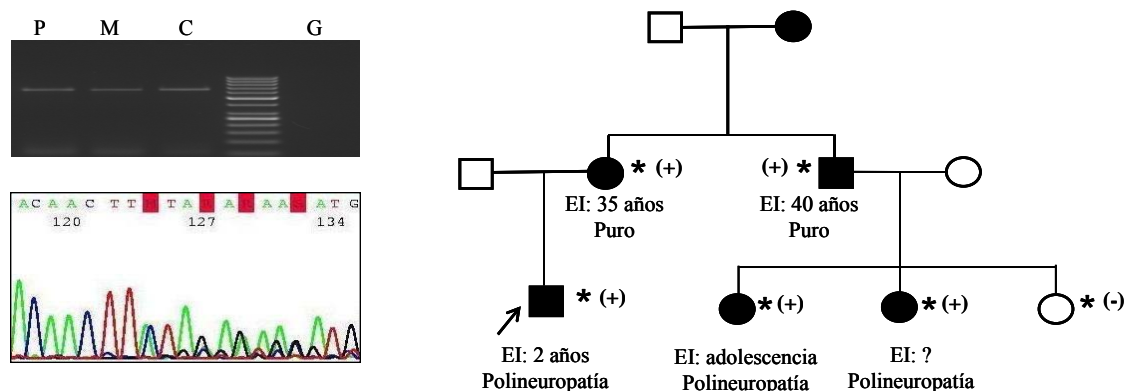 P M C G
ACAAC TT TA A AA ATG
120 127 134
* (+)
(+) *
EI: 35 años
Puro
EI: 40 años
Puro
* (+)
* (+)
* (+)
* (-)
EI: 2 años
Polineuropatía
EI: adolescencia
Polineuropatía
EI: ?
Polineuropatía